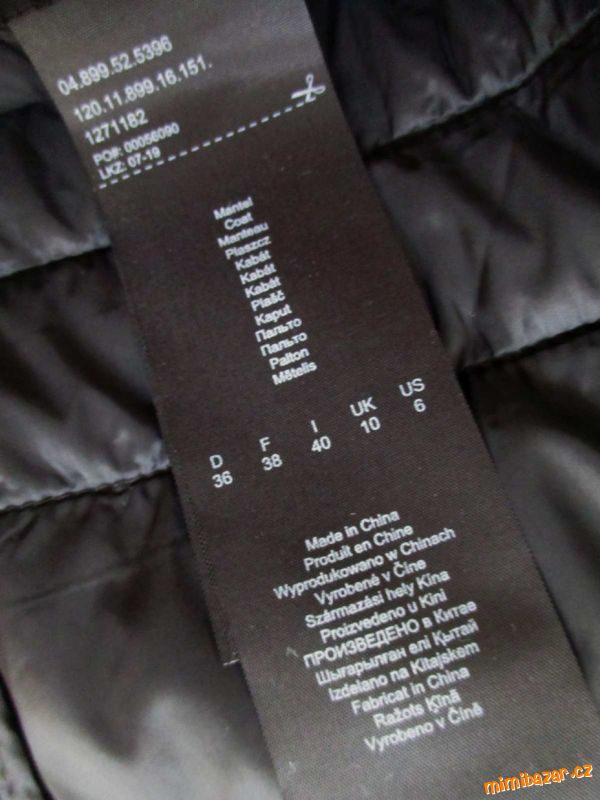 04.899.52.5396
120.11.899.16.151.
1271182
PO#: 00056090
LKZ: 07-19
Mantel
Coat
Manteau
Płaszcz
Kabát
Kabát
Kabát
Plašč
Kaput
Пальто
Пальто
Palton
Mētelis
D F I UK US
36 38 40 10 6
Made in China
Produit en Chine
Wyprodukowano w Chinach
Vyrobené v Číne
Származási hely Kína
Proizvedeno u Kini
ПРОИЗВЕДЕНО в Китае
Шығарылған елі Қытай
Izdelano na Kitajskem
Fabricat in China
Ražots Ķīnā
Vyrobeno v Číně
mimibazar.cz